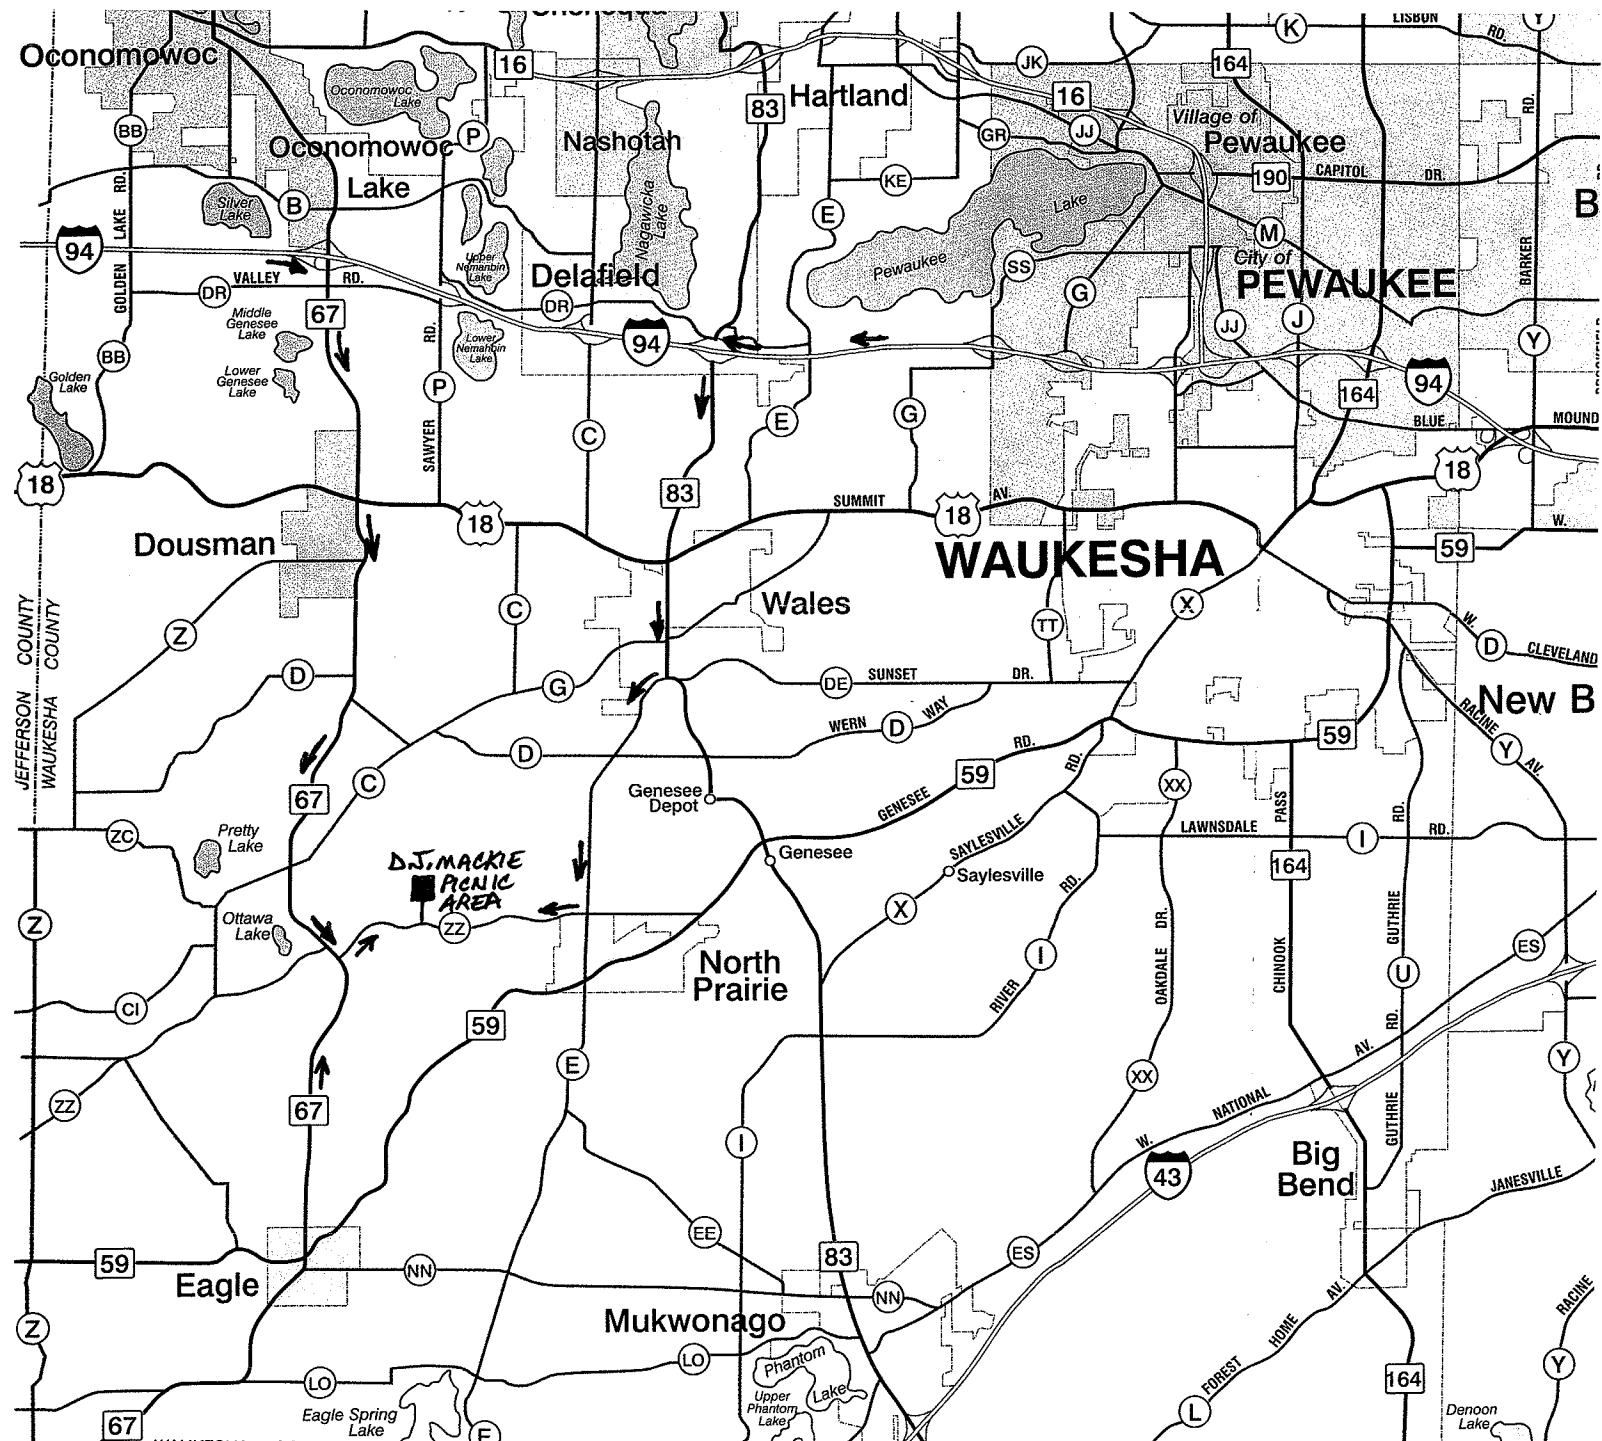 LISBON
RD.
K
Y
Oconomowoc
16
164
JK
Oconomowoc
Lake
83
Hartland
16
Village of
Pewaukee
RD.
BB
P
Nashotah
GR
JJ
Oconomowoc
Lake
KE
190
CAPITOL
DR.
LAKE RD.
Silver
Lake
B
Nagawicka
Lake
E
Lake
M
B
94
Upper
Nemahbin
Lake
Delafield
Pewaukee
SS
City of
PEWAUKEE
BARKER
GOLDEN
DR
VALLEY
RD.
DR
G
67
Middle
Genesee
Lake
RD.
Lower
Nemahbin
Lake
94
JJ
J
Y
BB
Lower
Genesee
Lake
Golden
Lake
P
164
94
SAWYER
C
E
G
BLUE
MOUND
18
83
18
18
SUMMIT
18
AV.
W.
Dousman
WAUKESHA
59
C
Wales
X
TT
JEFFERSON COUNTY
WAUKESHA COUNTY
Z
W.
D
CLEVELAND
D
G
DE
SUNSET
DR.
New B
WERN
D
WAY
RACINE
Y
AV.
D
RD.
59
59
RD.
C
67
Genesee
Depot
GENESEE
XX
PASS
RD.
ZC
Pretty
Lake
SAYLESVILLE
LAWNSDALE
I
RD.
D.J. MACKIE
PICNIC
AREA
Genesee
Saylesville
164
RD.
Z
Ottawa
Lake
ZZ
X
OAKDALE DR.
GUTHRIE
ES
North
Prairie
I
CHINOOK
U
CI
RIVER
59
RD.
AV.
E
Y
ZZ
67
XX
NATIONAL
GUTHRIE
I
W.
43
Big
Bend
JANESVILLE
EE
59
Eagle
NN
83
ES
NN
AV.
RACINE
Z
Mukwonago
HOME
LO
Phantom
Lake
FOREST
Y
LO
Upper
Phantom
Lake
164
Eagle Spring
Lake
67
L
Denoon
Lake